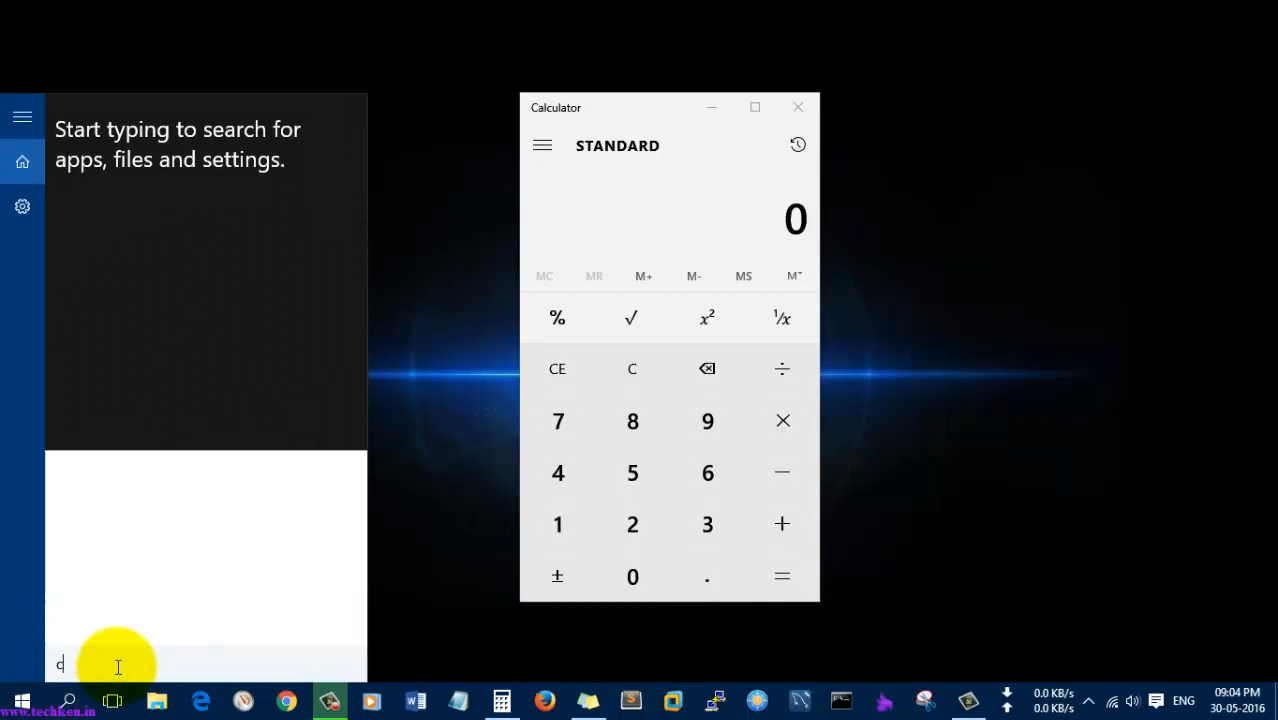 Start typing to search for
apps, files and settings.
c
Calculator
STANDARD
0
MC MR M+ M- MS M˅
% √ x² ¹/x
CE C ÷
7 8 9 ×
4 5 6 −
1 2 3 +
± 0 . =
www.techken.in
0.0 KB/s
0.0 KB/s
ENG
09:04 PM
30-05-2016